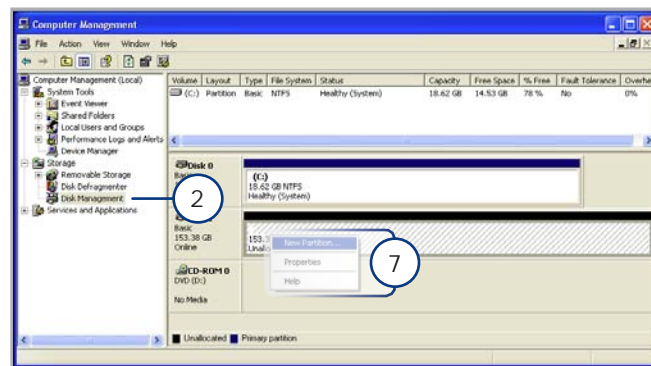 Computer Management
File Action View Window Help
Computer Management (Local)
System Tools
Event Viewer
Shared Folders
Local Users and Groups
Performance Logs and Alerts
Device Manager
Storage
Removable Storage
Disk Defragmenter
Disk Management
Services and Applications
2
Volume Layout Type File System Status Capacity Free Space % Free Fault Tolerance Overhe
(C:) Partition Basic NTFS Healthy (System) 18.62 GB 14.53 GB 78 % No 0%
Disk 0
(C:)
18.62 GB NTFS
Healthy (System)
Basic
153.38 GB
Online
New Partition...
Properties
Help
7
CD-ROM 0
DVD (D:)
No Media
Unallocated Primary partition